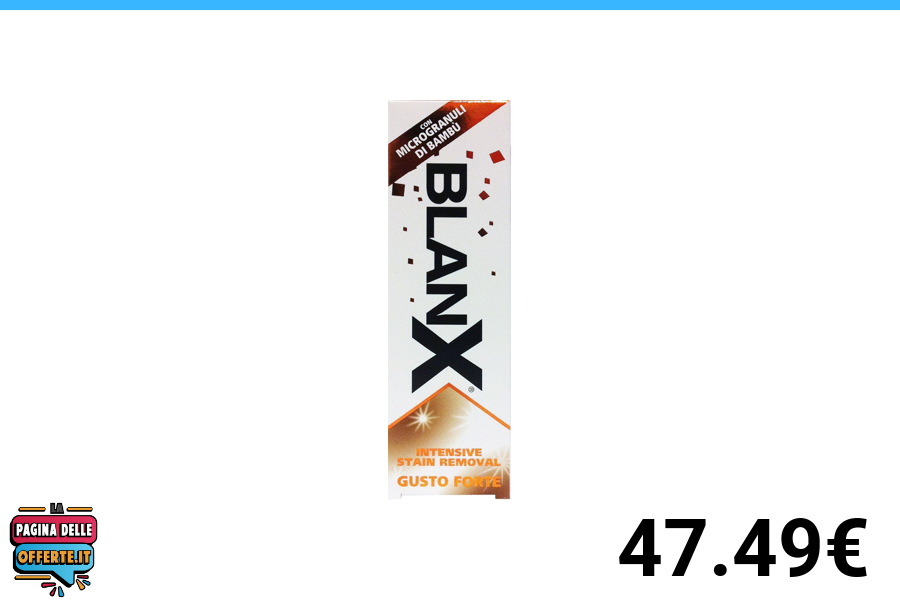 CON
MICROGRANULI
DI BAMBÙ
BLANX
®
INTENSIVE
STAIN REMOVAL
GUSTO FORTE
LA
PAGINA DELLE
OFFERTE.IT
47.49€